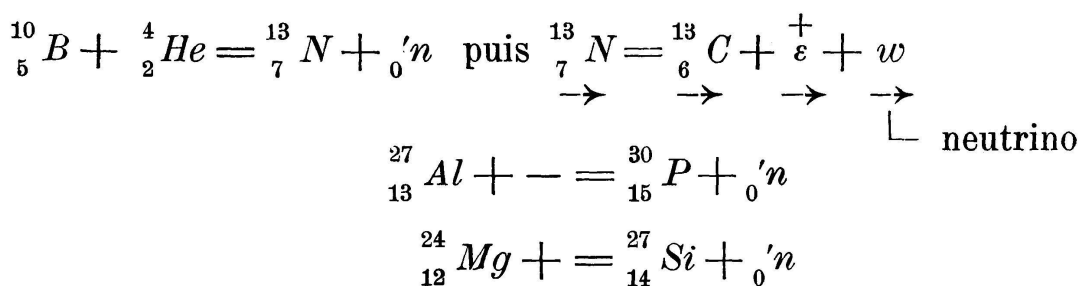 ¹⁰₅B + ⁴₂He = ¹³₇N + ₀'n puis ¹³₇N = ¹³₆C + ε⁺ + w
→ → → →
neutrino
²⁷₁₃Al + — = ³⁰₁₅P + ₀'n
²⁴₁₂Mg + = ²⁷₁₄Si + ₀'n